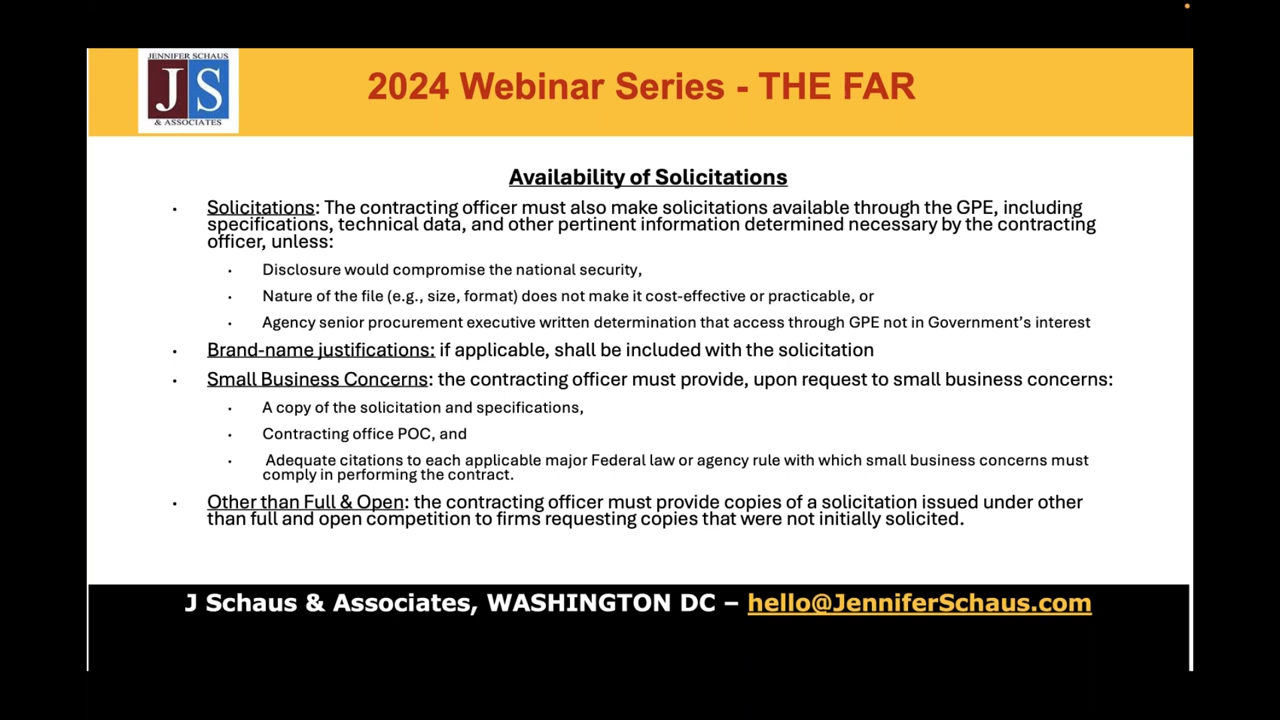 JENNIFER SCHAUS
JS
& ASSOCIATES
2024 Webinar Series - THE FAR
Availability of Solicitations
• Solicitations: The contracting officer must also make solicitations available through the GPE, including
specifications, technical data, and other pertinent information determined necessary by the contracting
officer, unless:
• Disclosure would compromise the national security,
• Nature of the file (e.g., size, format) does not make it cost-effective or practicable, or
• Agency senior procurement executive written determination that access through GPE not in Government’s interest
• Brand-name justifications: if applicable, shall be included with the solicitation
• Small Business Concerns: the contracting officer must provide, upon request to small business concerns:
• A copy of the solicitation and specifications,
• Contracting office POC, and
• Adequate citations to each applicable major Federal law or agency rule with which small business concerns must
comply in performing the contract.
• Other than Full & Open: the contracting officer must provide copies of a solicitation issued under other
than full and open competition to firms requesting copies that were not initially solicited.
J Schaus & Associates, WASHINGTON DC – hello@JenniferSchaus.com